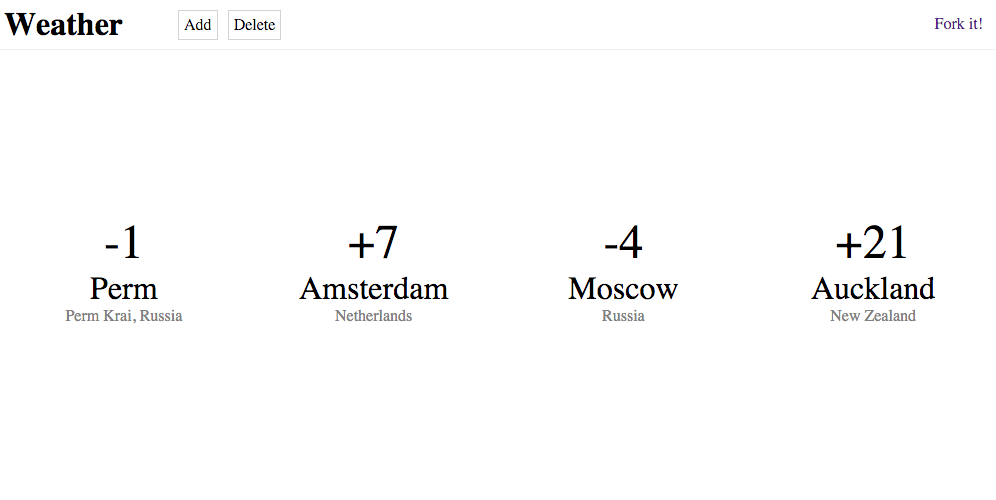 Weather Add Delete Fork it!
-1 +7 -4 +21
Perm Amsterdam Moscow Auckland
Perm Krai, Russia Netherlands Russia New Zealand